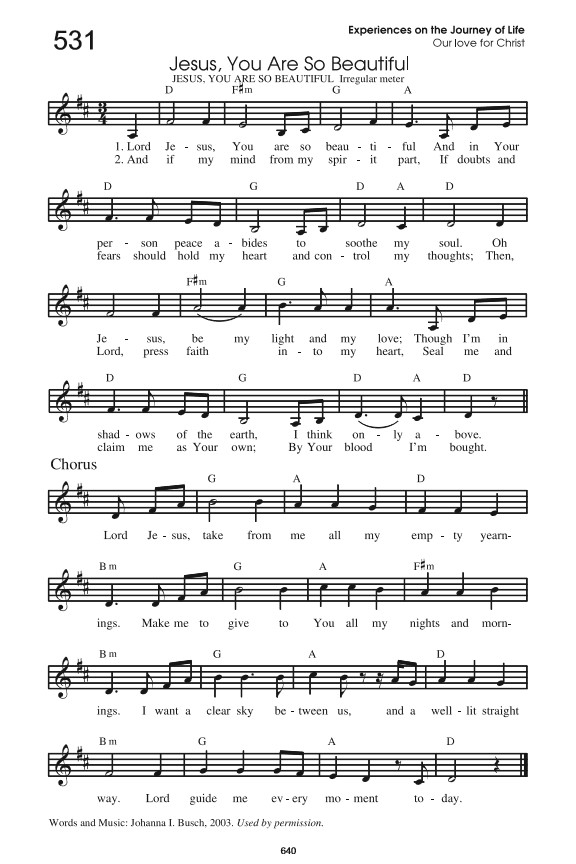 531
Experiences on the Journey of Life
Our love for Christ
Jesus, You Are So Beautiful
JESUS, YOU ARE SO BEAUTIFUL Irregular meter
D F#m G A
3
4
1. Lord Je - sus, You are so beau - ti - ful And in Your
2. And if my mind from my spir - it part, If doubts and
D G D A D
per - son peace a - bides to soothe my soul. Oh
fears should hold my heart and con - trol my thoughts; Then,
F#m G A
Je - sus, be my light and my love; Though I'm in
Lord, press faith in - to my heart, Seal me and
D G D A D
shad - ows of the earth, I think on - ly a - bove.
claim me as Your own; By Your blood I'm bought.
Chorus
G A D
Lord Je - sus, take from me all my emp - ty yearn-
Bm G A F#m
ings. Make me to give to You all my nights and morn-
Bm G A D
ings. I want a clear sky be - tween us, and a well - lit straight
Bm G A D
way. Lord guide me ev - ery mo - ment to - day.
Words and Music: Johanna I. Busch, 2003. Used by permission.
640